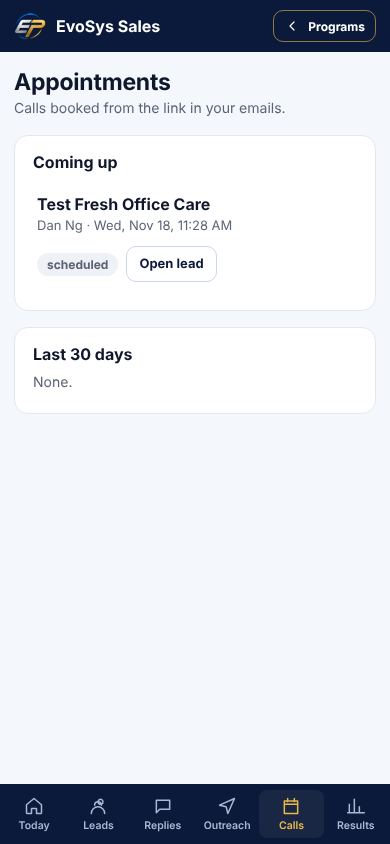 EP EvoSys Sales
Programs
Appointments
Calls booked from the link in your emails.
Coming up
Test Fresh Office Care
Dan Ng · Wed, Nov 18, 11:28 AM
scheduled
Open lead
Last 30 days
None.
Today
Leads
Replies
Outreach
Calls
Results